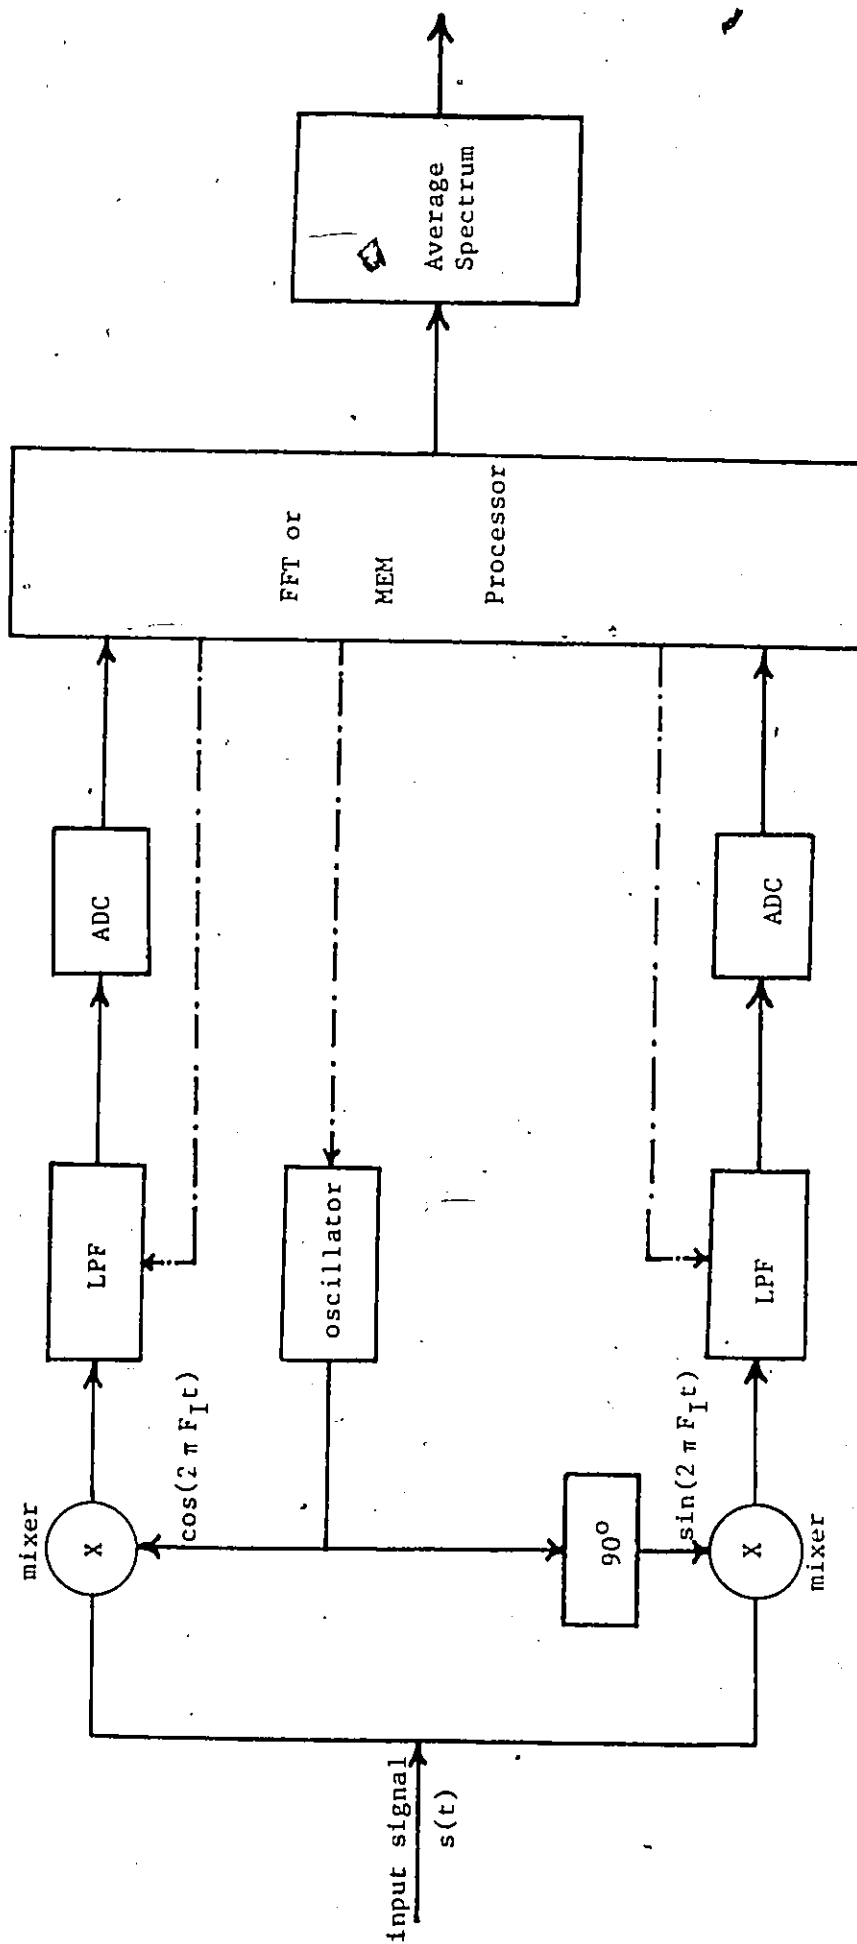 input signal
s(t)
mixer
X
cos(2 π F_I t)
LPF
ADC
oscillator
90°
sin(2 π F_I t)
X
mixer
LPF
ADC
FFT or
MEM
Processor
Average
Spectrum